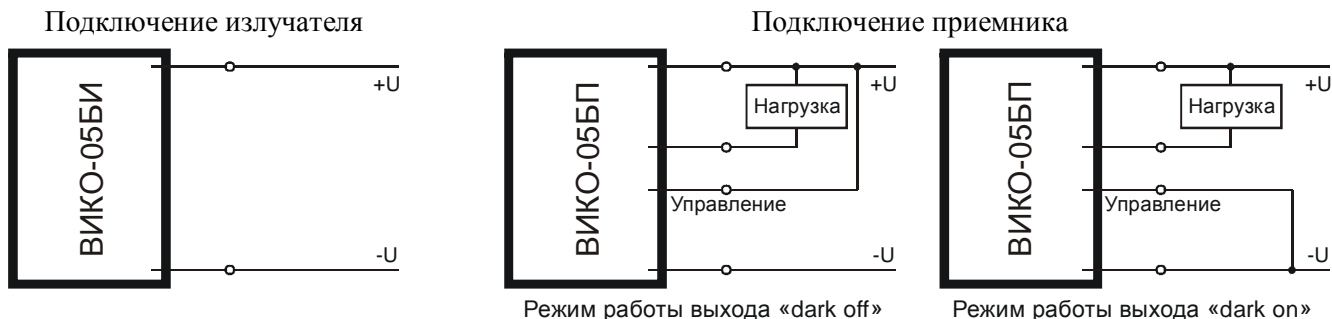 Подключение излучателя
Подключение приемника
ВИКО-05БИ
+U
-U
ВИКО-05БП
+U
Нагрузка
Управление
-U
Режим работы выхода «dark off»
ВИКО-05БП
+U
Нагрузка
Управление
-U
Режим работы выхода «dark on»